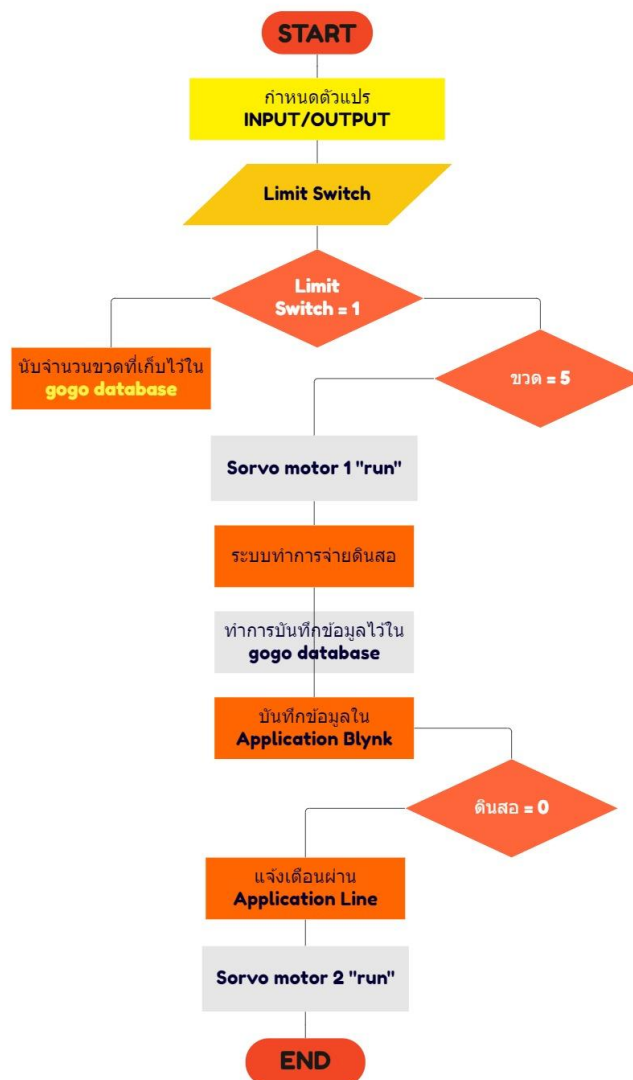 START
กำหนดตัวแปร
INPUT/OUTPUT
Limit Switch
Limit
Switch = 1
นับจำนวนขวดที่เก็บไว้ใน
gogo database
ขวด = 5
Sorvo motor 1 "run"
ระบบทำการจ่ายดินสอ
ทำการบันทึกข้อมูลไว้ใน
gogo database
บันทึกข้อมูลใน
Application Blynk
ดินสอ = 0
แจ้งเตือนผ่าน
Application Line
Sorvo motor 2 "run"
END